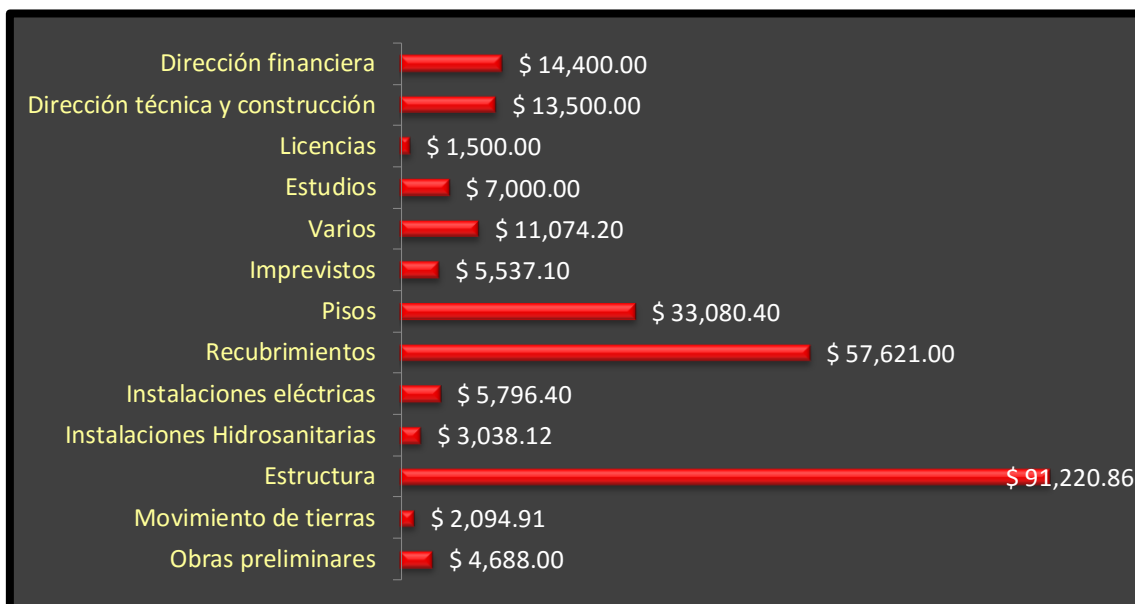 Dirección financiera $ 14,400.00
Dirección técnica y construcción $ 13,500.00
Licencias $ 1,500.00
Estudios $ 7,000.00
Varios $ 11,074.20
Imprevistos $ 5,537.10
Pisos $ 33,080.40
Recubrimientos $ 57,621.00
Instalaciones eléctricas $ 5,796.40
Instalaciones Hidrosanitarias $ 3,038.12
Estructura $ 91,220.86
Movimiento de tierras $ 2,094.91
Obras preliminares $ 4,688.00